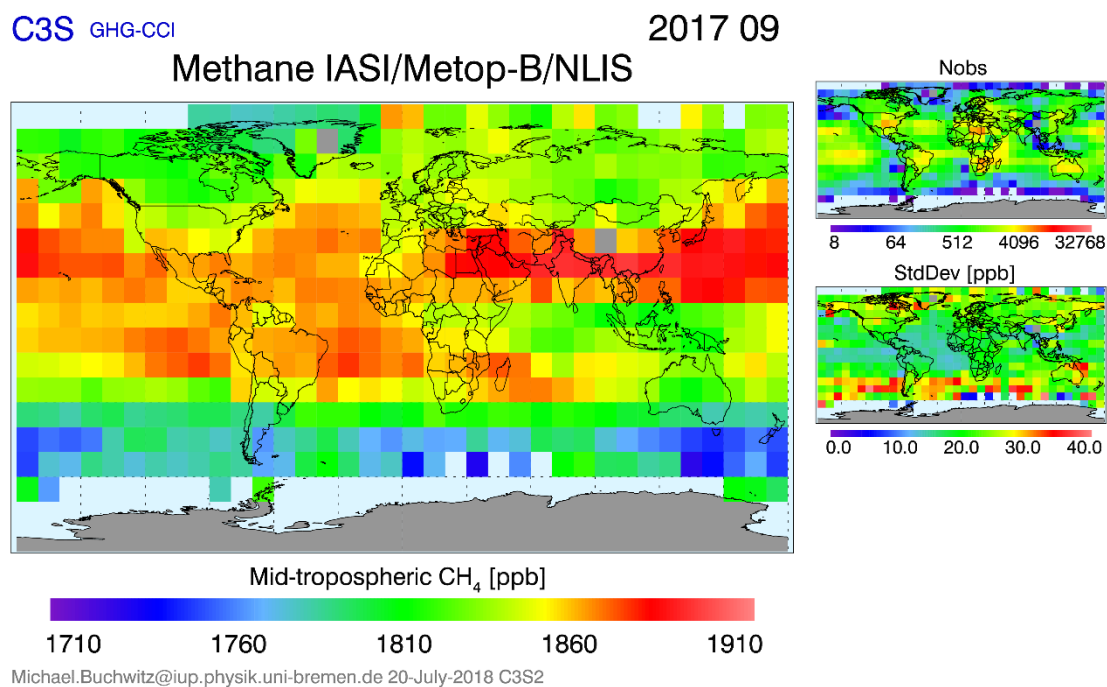 C3S GHG-CCI 2017 09
Methane IASI/Metop-B/NLIS
Nobs
8 64 512 4096 32768
StdDev [ppb]
0.0 10.0 20.0 30.0 40.0
Mid-tropospheric CH₄ [ppb]
1710 1760 1810 1860 1910
Michael.Buchwitz@iup.physik.uni-bremen.de 20-July-2018 C3S2